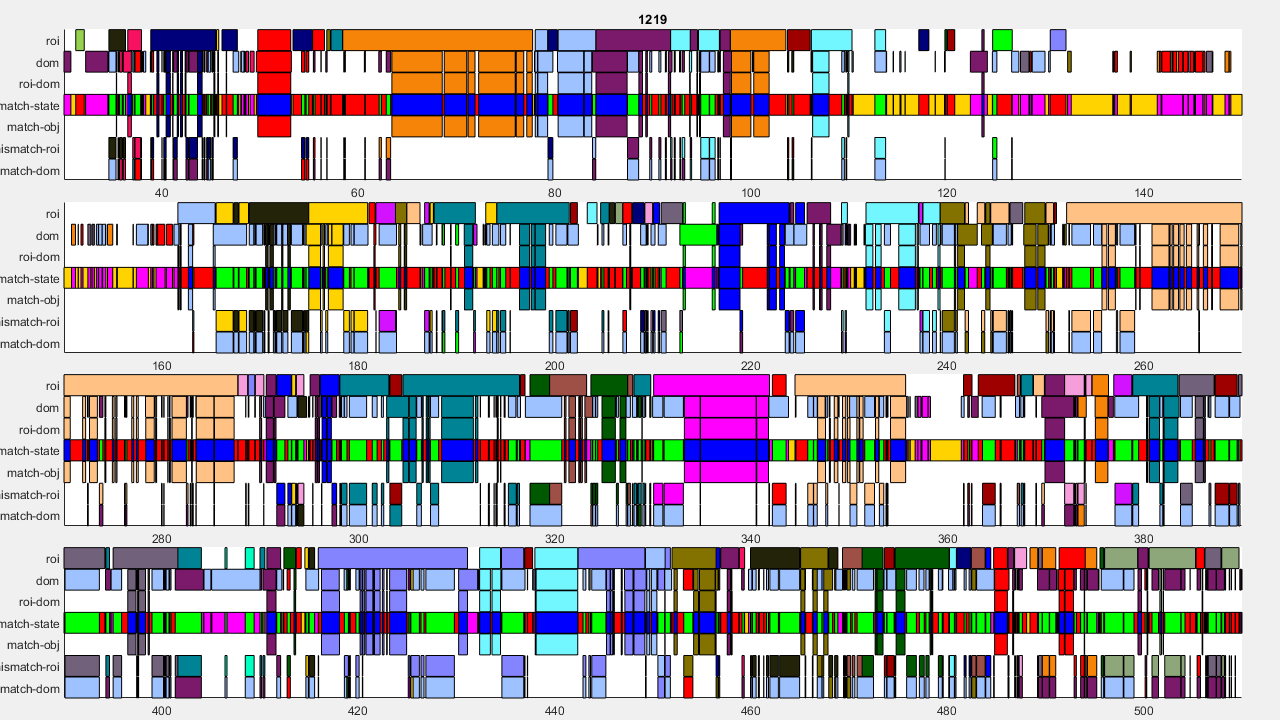 1219
roi
dom
roi-dom
match-state
match-obj
ismatch-roi
match-dom
40 60 80 100 120 140
roi
dom
roi-dom
match-state
match-obj
ismatch-roi
match-dom
160 180 200 220 240 260
roi
dom
roi-dom
match-state
match-obj
ismatch-roi
match-dom
280 300 320 340 360 380
roi
dom
roi-dom
match-state
match-obj
ismatch-roi
match-dom
400 420 440 460 480 500